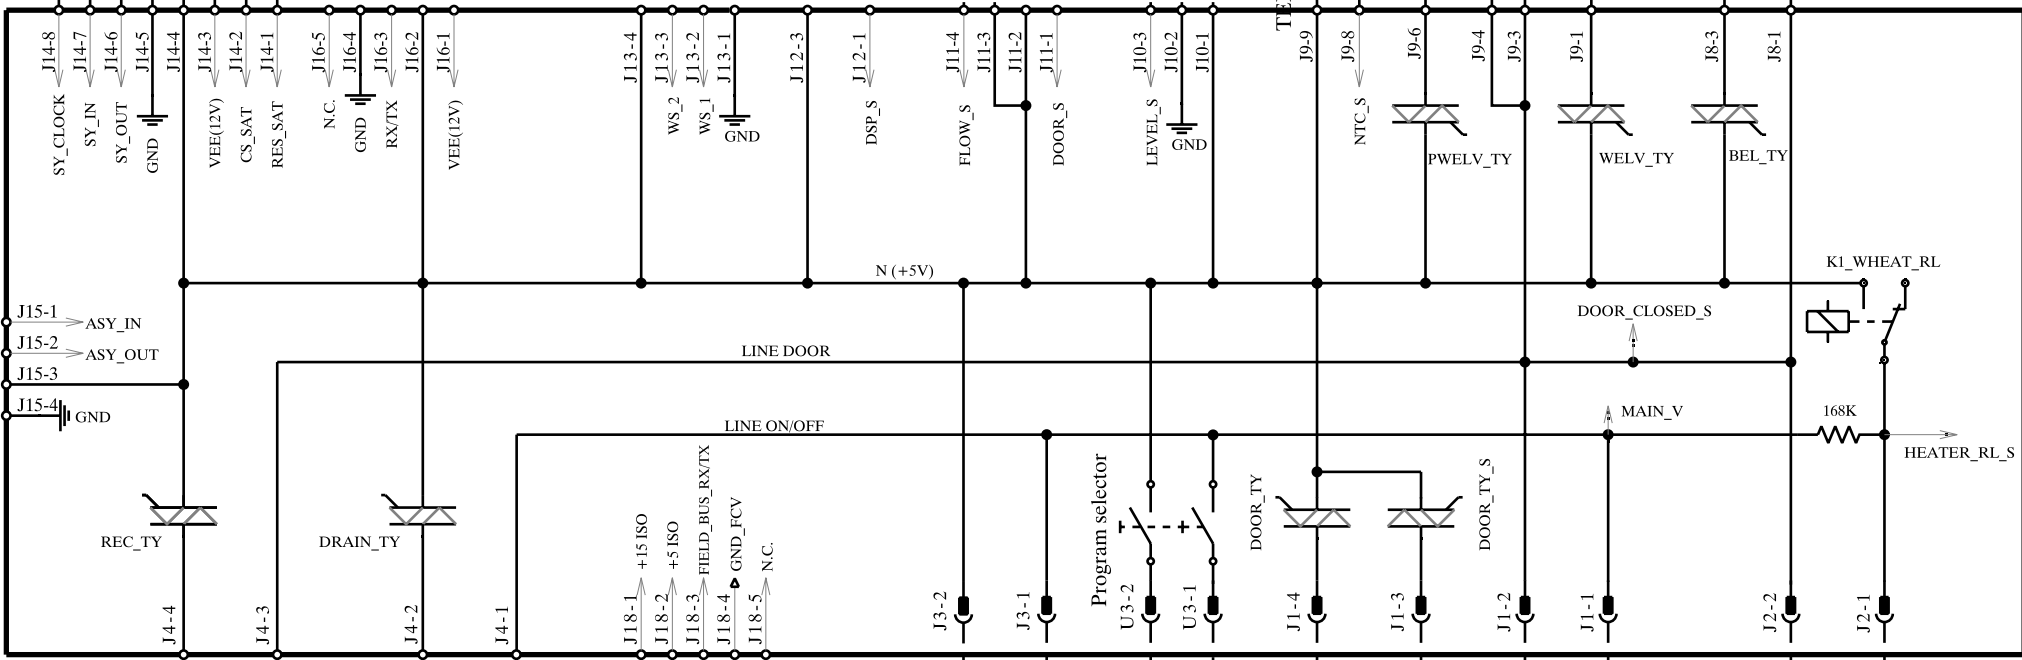 J14-8
J14-7
J14-6
J14-5
J14-4
J14-3
J14-2
J14-1
J16-5
J16-4
J16-3
J16-2
J16-1
J13-4
J13-3
J13-2
J13-1
J12-3
J12-1
J11-4
J11-3
J11-2
J11-1
J10-3
J10-2
J10-1
J9-9
J9-8
J9-6
J9-4
J9-3
J9-1
J8-3
J8-1
SY_CLOCK
SY_IN
SY_OUT
GND
VEE(12V)
CS_SAT
RES_SAT
N.C.
GND
RX/TX
VEE(12V)
WS_2
WS_1
GND
DSP_S
FLOW_S
DOOR_S
LEVEL_S
GND
NTC_S
PWELV_TY
WELV_TY
BEL_TY
N (+5V)
K1_WHEAT_RL
J15-1
ASY_IN
J15-2
ASY_OUT
J15-3
J15-4
GND
DOOR_CLOSED_S
LINE DOOR
LINE ON/OFF
MAIN_V
168K
HEATER_RL_S
REC_TY
DRAIN_TY
+15 ISO
+5 ISO
FIELD_BUS_RX/TX
GND_FCV
N.C.
Program selector
DOOR_TY
DOOR_TY_S
J4-4
J4-3
J4-2
J4-1
J18-1
J18-2
J18-3
J18-4
J18-5
J3-2
J3-1
U3-2
U3-1
J1-4
J1-3
J1-2
J1-1
J2-2
J2-1